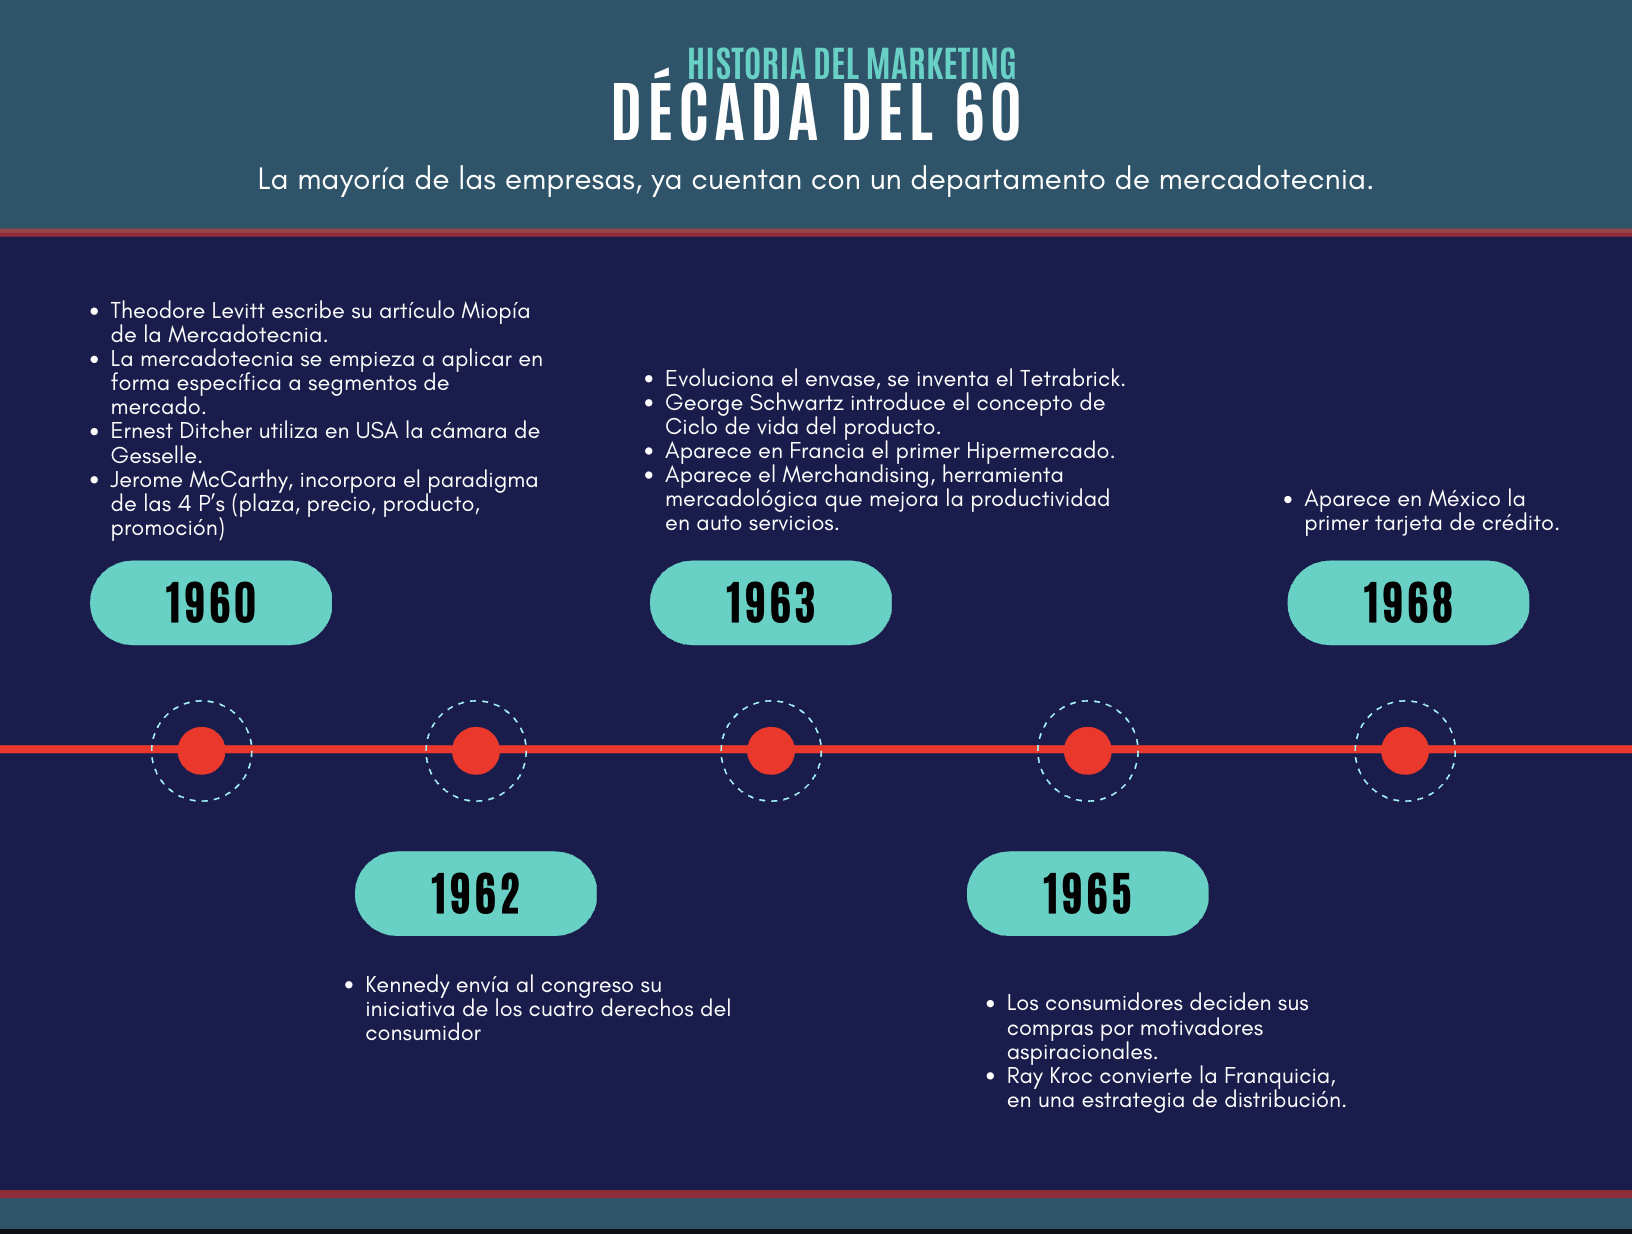 HISTORIA DEL MARKETING
DÉCADA DEL 60
La mayoría de las empresas, ya cuentan con un departamento de mercadotecnia.
• Theodore Levitt escribe su artículo Miopía
de la Mercadotecnia.
• La mercadotecnia se empieza a aplicar en
forma específica a segmentos de
mercado.
• Ernest Ditcher utiliza en USA la cámara de
Gesselle.
• Jerome McCarthy, incorpora el paradigma
de las 4 P’s (plaza, precio, producto,
promoción)
1960
• Kennedy envía al congreso su
iniciativa de los cuatro derechos del
consumidor
1962
• Evoluciona el envase, se inventa el Tetrabrick.
• George Schwartz introduce el concepto de
Ciclo de vida del producto.
• Aparece en Francia el primer Hipermercado.
• Aparece el Merchandising, herramienta
mercadológica que mejora la productividad
en auto servicios.
1963
1965
• Los consumidores deciden sus
compras por motivadores
aspiracionales.
• Ray Kroc convierte la Franquicia,
en una estrategia de distribución.
• Aparece en México la
primer tarjeta de crédito.
1968